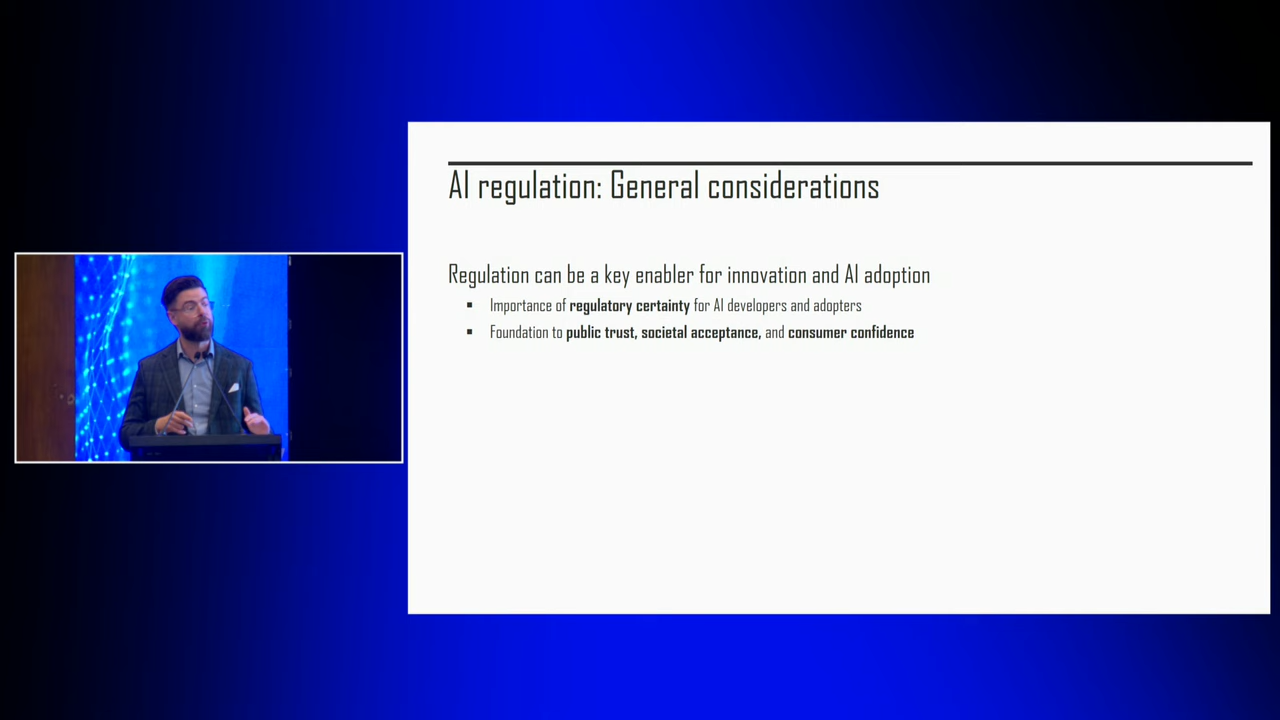 AI regulation: General considerations
Regulation can be a key enabler for innovation and AI adoption
▪ Importance of regulatory certainty for AI developers and adopters
▪ Foundation to public trust, societal acceptance, and consumer confidence